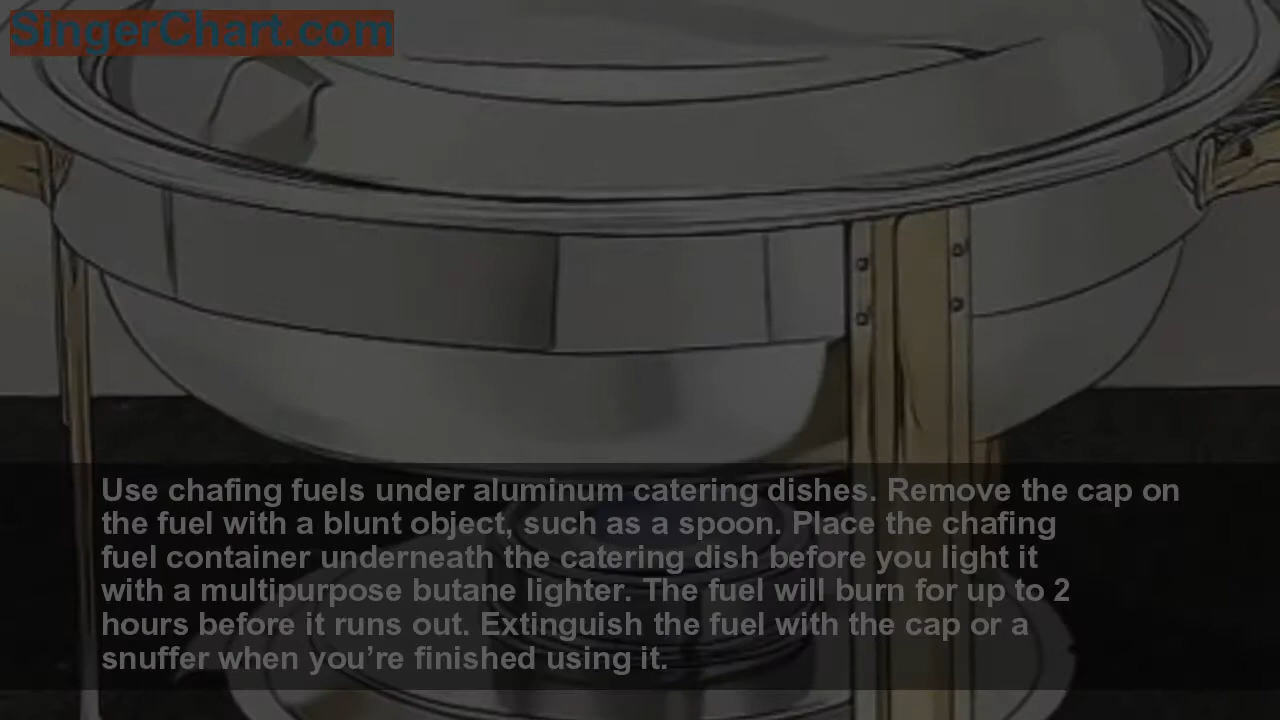 SingerChart.com
Use chafing fuels under aluminum catering dishes. Remove the cap on
the fuel with a blunt object, such as a spoon. Place the chafing
fuel container underneath the catering dish before you light it
with a multipurpose butane lighter. The fuel will burn for up to 2
hours before it runs out. Extinguish the fuel with the cap or a
snuffer when you’re finished using it.